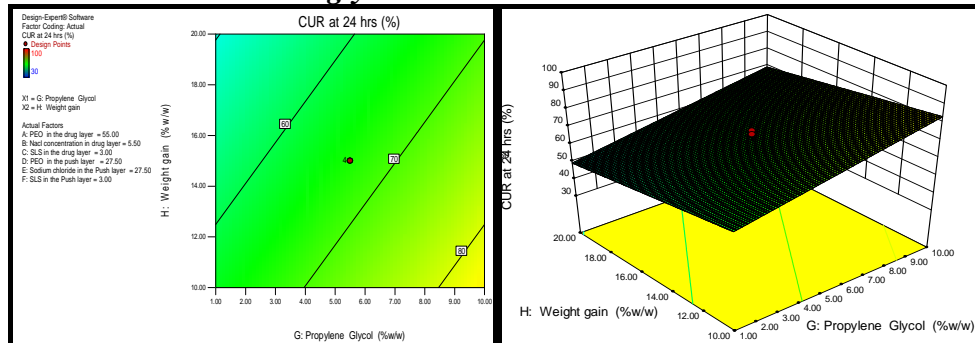 Design-Expert® Software
Factor Coding: Actual
CUR at 24 hrs (%)
Design Points
100
30
X1 = G: Propylene Glycol
X2 = H: Weight gain
Actual Factors
A: PEO in the drug layer = 55.00
B: Nacl concentration in drug layer = 5.50
C: SLS in the drug layer = 3.00
D: PEO in the push layer = 27.50
E: Sodium chloride in the Push layer = 27.50
F: SLS in the Push layer = 3.00
CUR at 24 hrs (%)
H: Weight gain (% w/w)
20.00
18.00
16.00
14.00
12.00
10.00
60
70
80
4
1.00 2.00 3.00 4.00 5.00 6.00 7.00 8.00 9.00 10.00
G: Propylene Glycol (%w/w)
CUR at 24 hrs (%)
100
90
80
70
60
50
40
30
20.00
18.00
16.00
14.00
12.00
10.00
1.00
2.00
3.00
4.00
5.00
6.00
7.00
8.00
9.00
10.00
H: Weight gain (%w/w)
G: Propylene Glycol (%w/w)